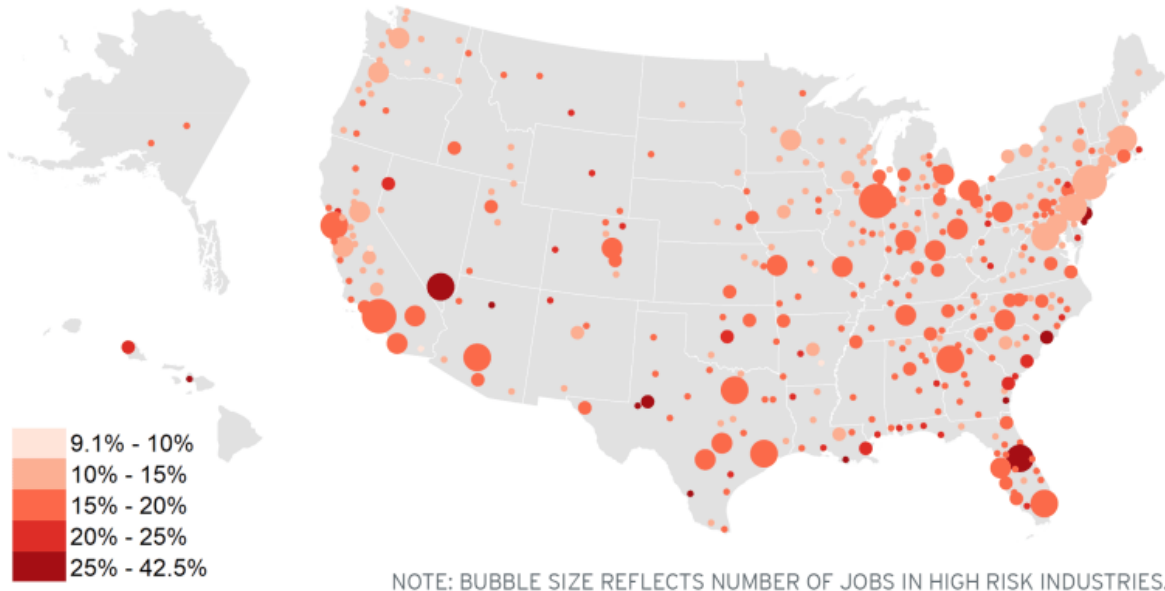 9.1% - 10%
10% - 15%
15% - 20%
20% - 25%
25% - 42.5%
NOTE: BUBBLE SIZE REFLECTS NUMBER OF JOBS IN HIGH RISK INDUSTRIES.